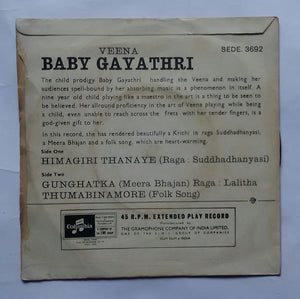 VEENA
SEDE. 3692
BABY GAYATHRI
The child prodigy Baby Gayathri handling the Veena and making her
audiences spell-bound by her absorbing music is a phenomenon in itself. A
nine year old child playing like a maestro in the art is a thing to be seen to
be believed. Her allround proficiency in the art of Veena playing while being
a child, even unable to reach across the frets with her tender fingers, is a
god-given gift to her.
In this record, she has rendered beautifully a Krithi in raga Suddhadhanyasi,
a Meera Bhajan and a folk song, which are heart-warming.
Side One
HIMAGIRI THANAYE (Raga : Suddhadhanyasi)
Side Two
GUNGHATKA (Meera Bhajan) Raga : Lalitha
THUMABINAMORE (Folk Song)
Columbia
45 R.P.M. EXTENDED PLAY RECORD
Manufactured by
THE GRAMOPHONE COMPANY OF INDIA LIMITED.